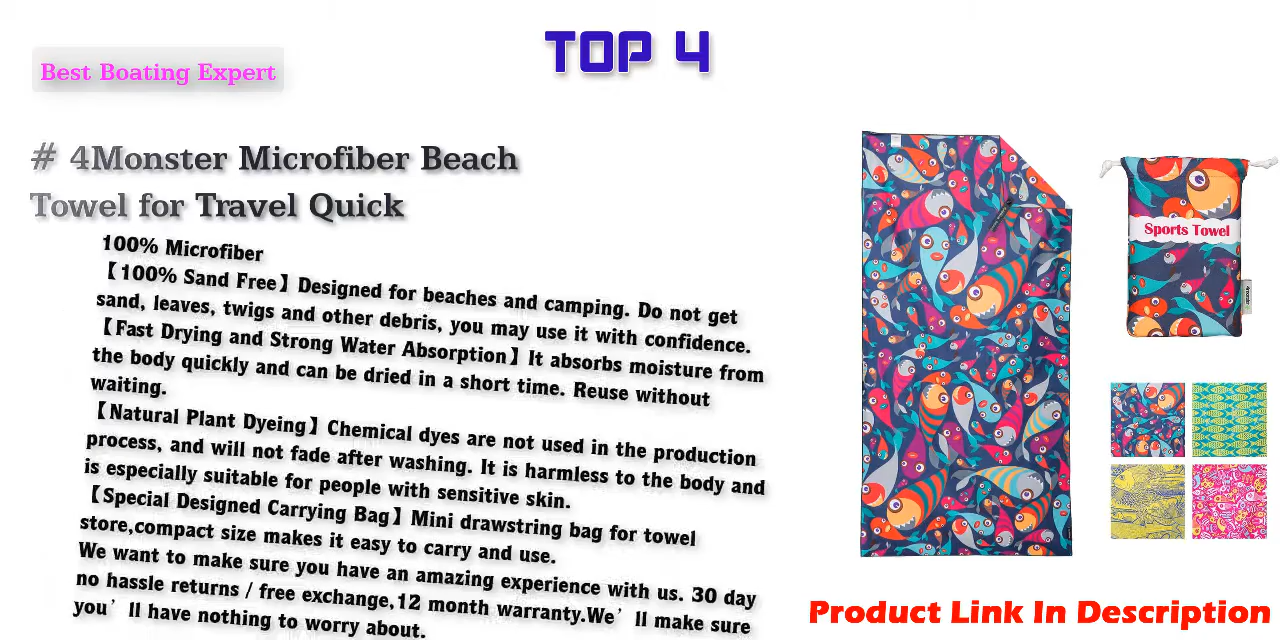 TOP 4
Best Boating Expert
# 4Monster Microfiber Beach
Towel for Travel Quick
100% Microfiber
【100% Sand Free】Designed for beaches and camping. Do not get
sand, leaves, twigs and other debris, you may use it with confidence.
【Fast Drying and Strong Water Absorption】It absorbs moisture from
the body quickly and can be dried in a short time. Reuse without
waiting.
【Natural Plant Dyeing】Chemical dyes are not used in the production
process, and will not fade after washing. It is harmless to the body and
is especially suitable for people with sensitive skin.
【Special Designed Carrying Bag】Mini drawstring bag for towel
store,compact size makes it easy to carry and use.
We want to make sure you have an amazing experience with us. 30 day
no hassle returns / free exchange,12 month warranty.We’ll make sure
you’ll have nothing to worry about.
Sports Towel
Product Link In Description